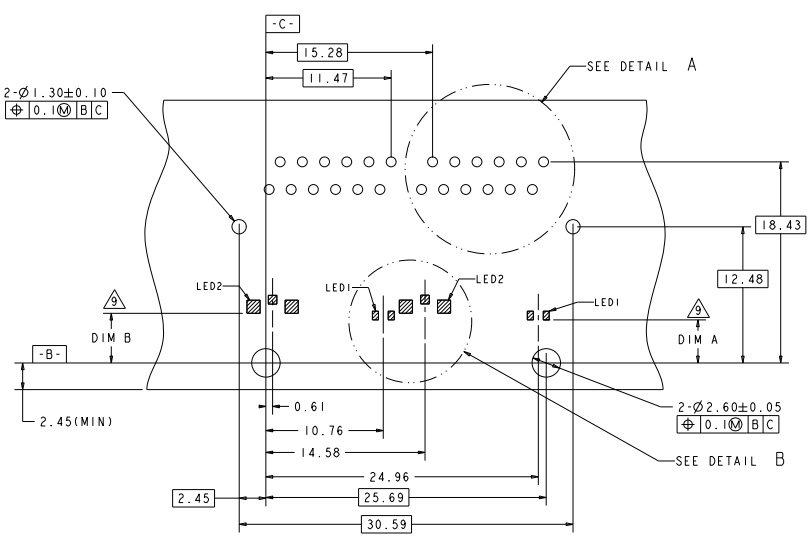 -C-
15.28
11.47
SEE DETAIL A
2-Ø1.30±0.10
⌖ 0.1Ⓜ B C
18.43
12.48
LED2
LED1
LED2
LED1
9
DIM B
9
DIM A
-B-
2.45(MIN)
0.61
10.76
14.58
2-Ø2.60±0.05
⌖ 0.1Ⓜ B C
SEE DETAIL B
24.96
2.45
25.69
30.59